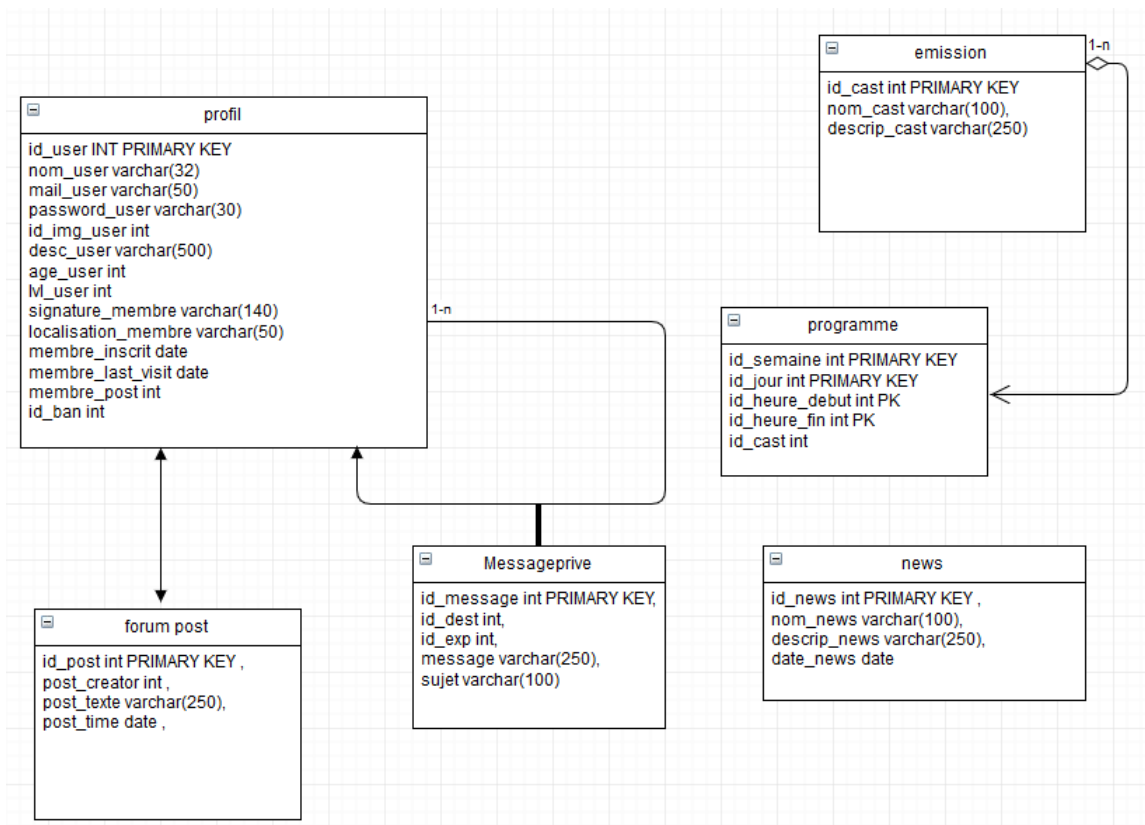 profil
id_user INT PRIMARY KEY
nom_user varchar(32)
mail_user varchar(50)
password_user varchar(30)
id_img_user int
desc_user varchar(500)
age_user int
lvl_user int
signature_membre varchar(140)
localisation_membre varchar(50)
membre_inscrit date
membre_last_visit date
membre_post int
id_ban int
1-n
emission
1-n
id_cast int PRIMARY KEY
nom_cast varchar(100),
descrip_cast varchar(250)
programme
id_semaine int PRIMARY KEY
id_jour int PRIMARY KEY
id_heure_debut int PK
id_heure_fin int PK
id_cast int
forum post
id_post int PRIMARY KEY ,
post_creator int ,
post_texte varchar(250),
post_time date ,
Messageprive
id_message int PRIMARY KEY,
id_dest int,
id_exp int,
message varchar(250),
sujet varchar(100)
news
id_news int PRIMARY KEY ,
nom_news varchar(100),
descrip_news varchar(250),
date_news date